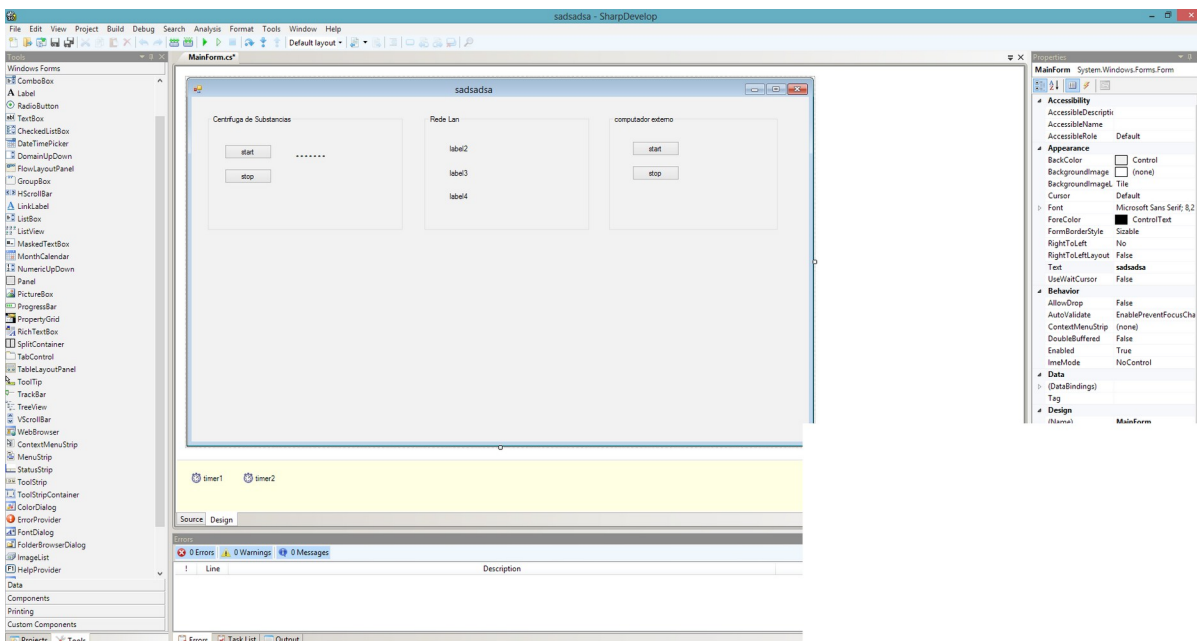 sadsadsa - SharpDevelop
File Edit View Project Build Debug Search Analysis Format Tools Window Help
Default layout
Tools
Windows Forms
ComboBox
A Label
RadioButton
TextBox
CheckedListBox
DateTimePicker
DomainUpDown
FlowLayoutPanel
GroupBox
HScrollBar
A LinkLabel
ListBox
ListView
MaskedTextBox
MonthCalendar
NumericUpDown
Panel
PictureBox
ProgressBar
PropertyGrid
RichTextBox
SplitContainer
TabControl
TableLayoutPanel
ToolTip
TrackBar
TreeView
VScrollBar
WebBrowser
ContextMenuStrip
MenuStrip
StatusStrip
ToolStrip
ToolStripContainer
ColorDialog
ErrorProvider
FontDialog
FolderBrowserDialog
ImageList
HelpProvider
Data
Components
Printing
Custom Components
Projects Tools
MainForm.cs*
sadsadsa
Centrifuga de Substancias
start -------
stop
Rede Lan
label2
label3
label4
computador externo
start
stop
timer1 timer2
Source Design
Errors
0 Errors 0 Warnings 0 Messages
! Line Description
Errors Task List Output
Properties
MainForm System.Windows.Forms.Form
Accessibility
AccessibleDescriptic
AccessibleName
AccessibleRole Default
Appearance
BackColor Control
BackgroundImage (none)
BackgroundImageL Tile
Cursor Default
Font Microsoft Sans Serif; 8,2
ForeColor ControlText
FormBorderStyle Sizable
RightToLeft No
RightToLeftLayout False
Text sadsadsa
UseWaitCursor False
Behavior
AllowDrop False
AutoValidate EnablePreventFocusCha
ContextMenuStrip (none)
DoubleBuffered False
Enabled True
ImeMode NoControl
Data
(DataBindings)
Tag
Design
(Name) MainForm